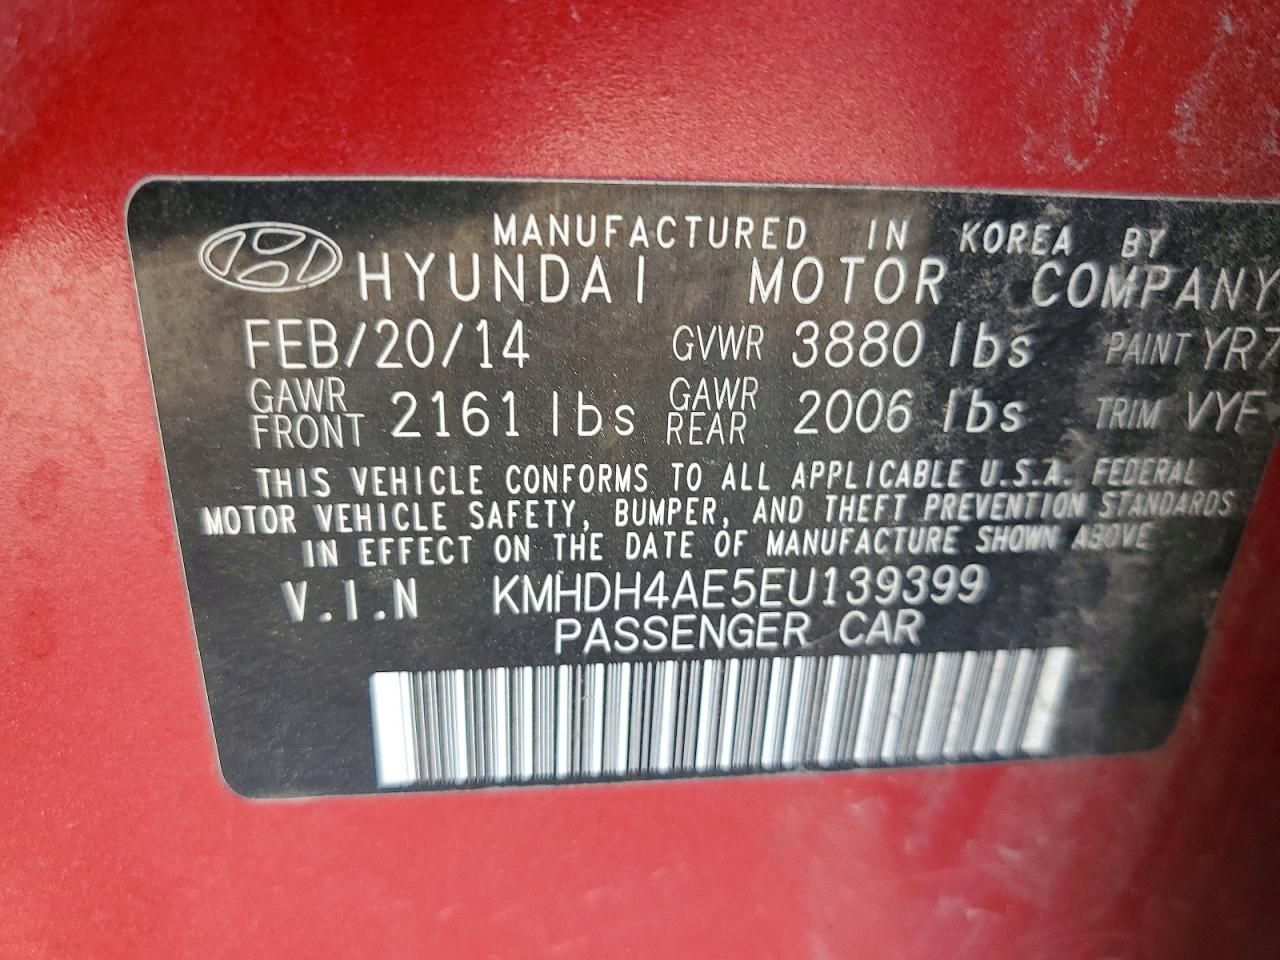 MANUFACTURED IN KOREA BY
HYUNDAI MOTOR COMPANY
FEB/20/14 GVWR 3880 lbs PAINT YR7
GAWR FRONT 2161 lbs GAWR REAR 2006 lbs TRIM VYF
THIS VEHICLE CONFORMS TO ALL APPLICABLE U.S.A. FEDERAL
MOTOR VEHICLE SAFETY, BUMPER, AND THEFT PREVENTION STANDARDS
IN EFFECT ON THE DATE OF MANUFACTURE SHOWN ABOVE
V.I.N KMHDH4AE5EU139399
PASSENGER CAR